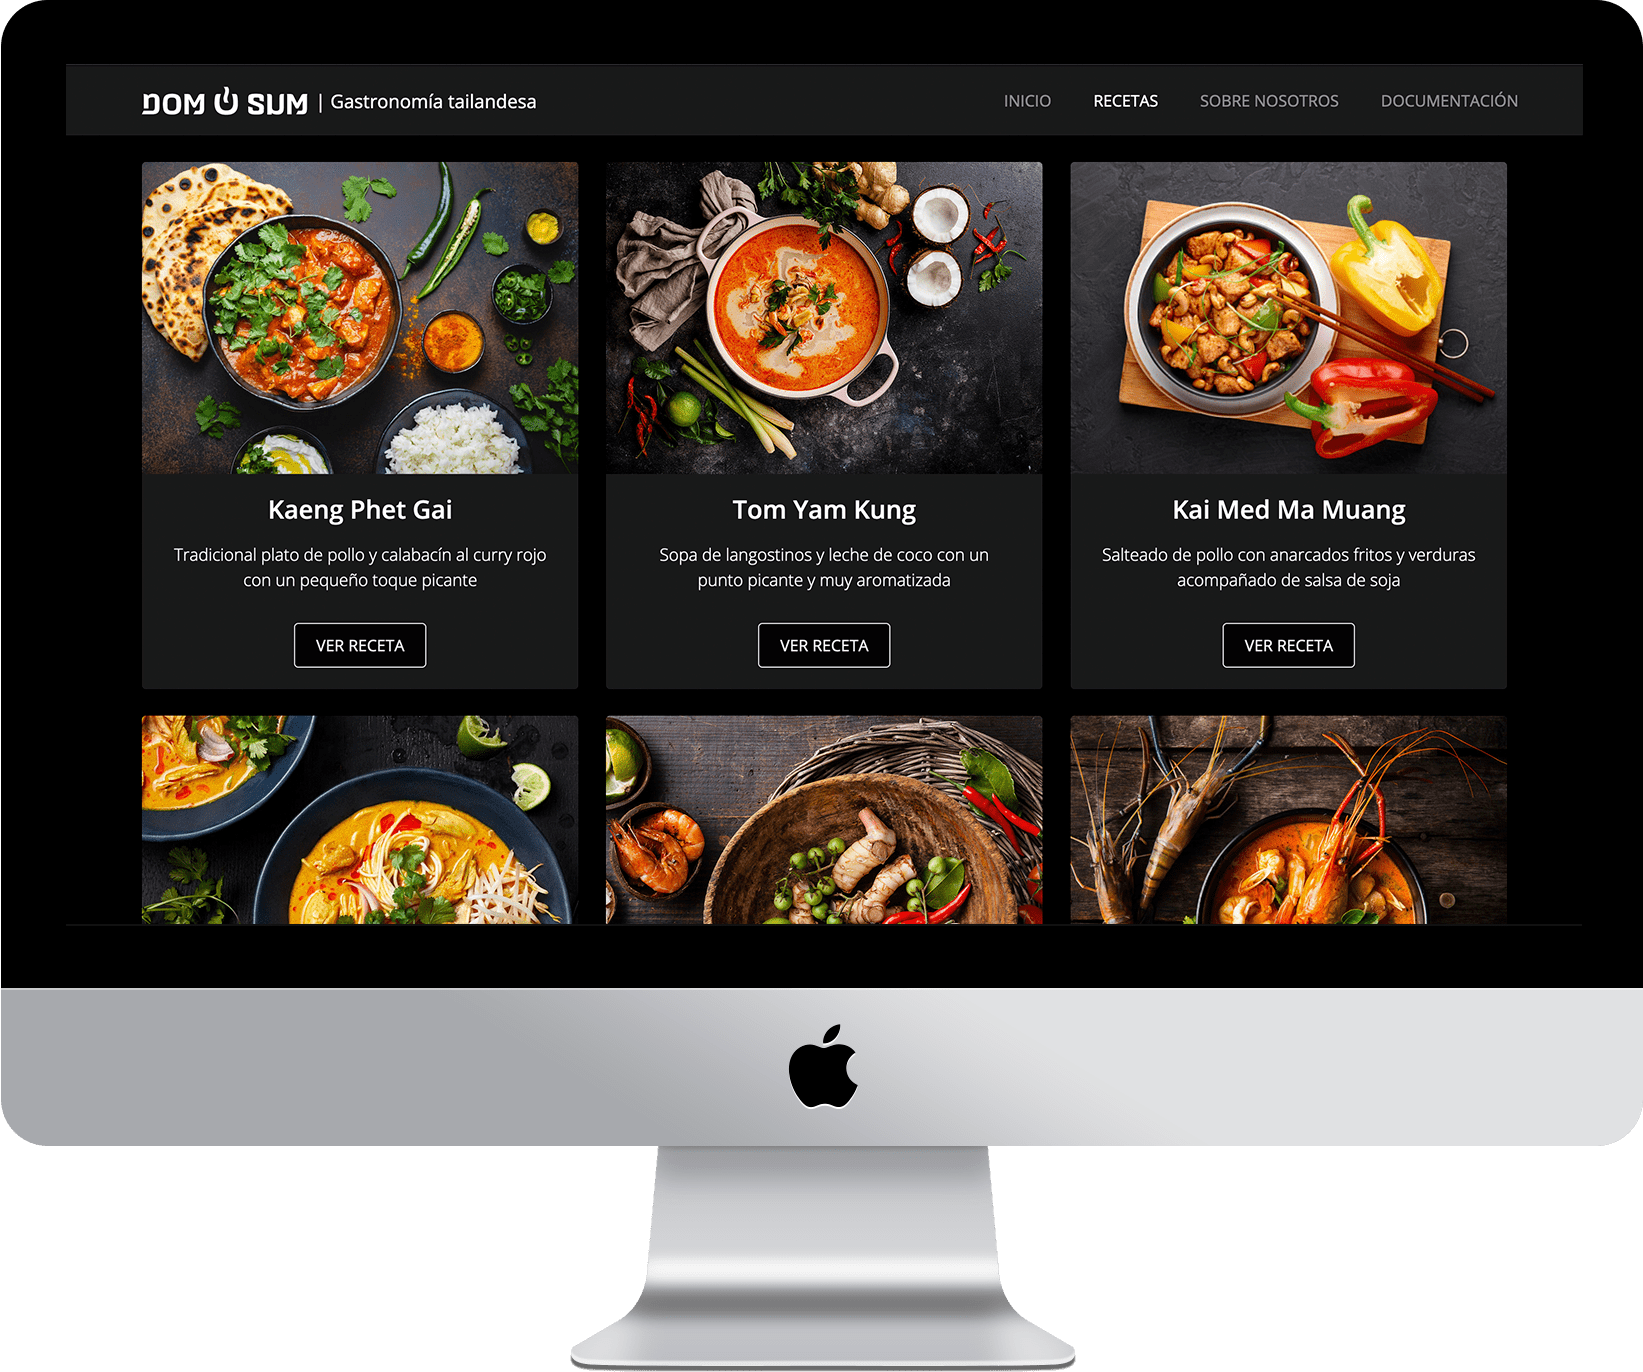 DOM SUM | Gastronomía tailandesa
INICIO RECETAS SOBRE NOSOTROS DOCUMENTACIÓN
Kaeng Phet Gai
Tradicional plato de pollo y calabacín al curry rojo
con un pequeño toque picante
VER RECETA
Tom Yam Kung
Sopa de langostinos y leche de coco con un
punto picante y muy aromatizada
VER RECETA
Kai Med Ma Muang
Salteado de pollo con anarcados fritos y verduras
acompañado de salsa de soja
VER RECETA